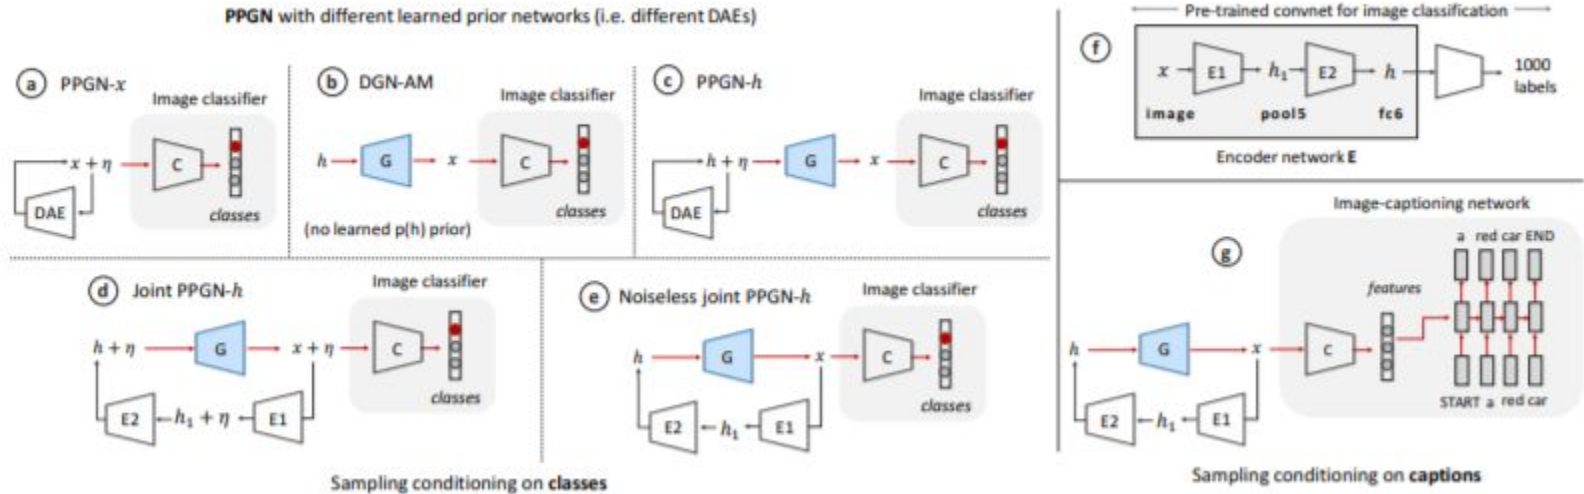 PPGN with different learned prior networks (i.e. different DAEs)
a PPGN-x
Image classifier
x + η
C
DAE
classes
b DGN-AM
Image classifier
h
G
x
C
(no learned p(h) prior)
classes
c PPGN-h
Image classifier
h + η
G
x
C
DAE
classes
d Joint PPGN-h
Image classifier
h + η
G
x + η
C
classes
E2
h₁ + η
E1
e Noiseless joint PPGN-h
Image classifier
h
G
x
C
classes
E2
h₁
E1
Sampling conditioning on classes
Pre-trained convnet for image classification
f
x
E1
h₁
E2
h
1000
labels
image
pool5
fc6
Encoder network E
Image-captioning network
g
a red car END
features
h
G
x
C
START a red car
E2
h₁
E1
Sampling conditioning on captions